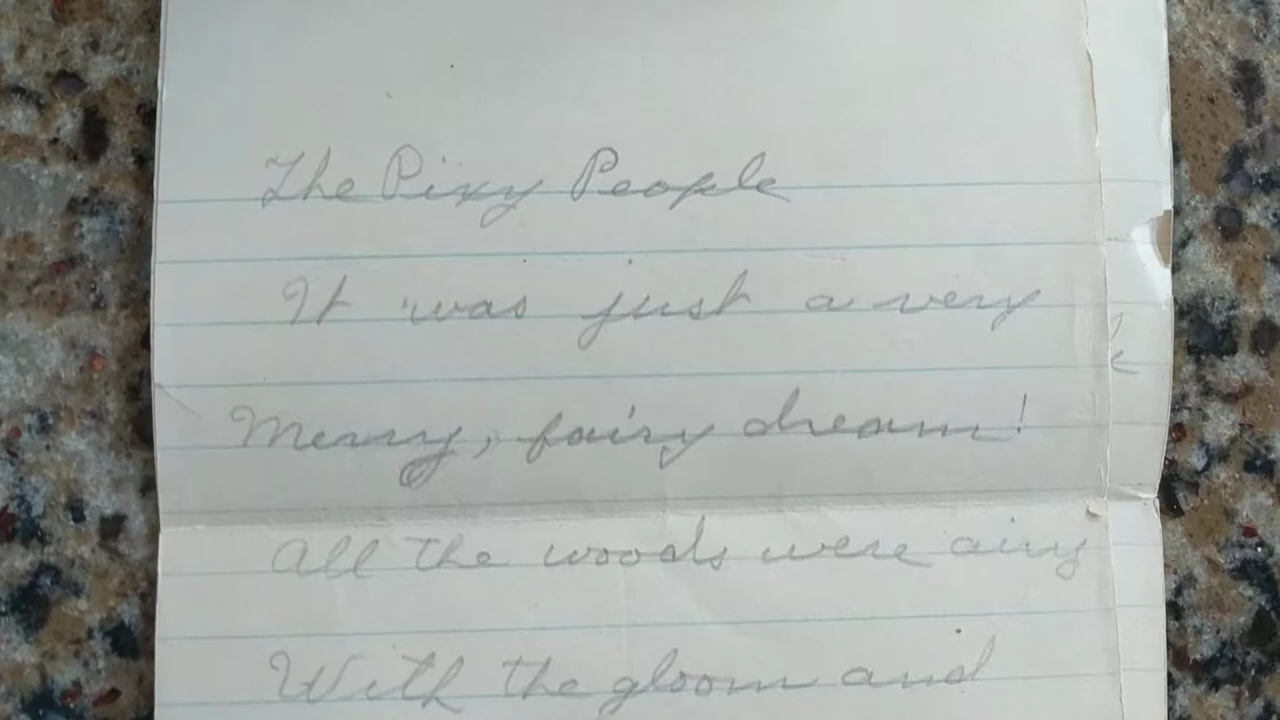 The Pixy People
It was just a very
Merry, fairy dream!
All the woods were airy
With the gloom and